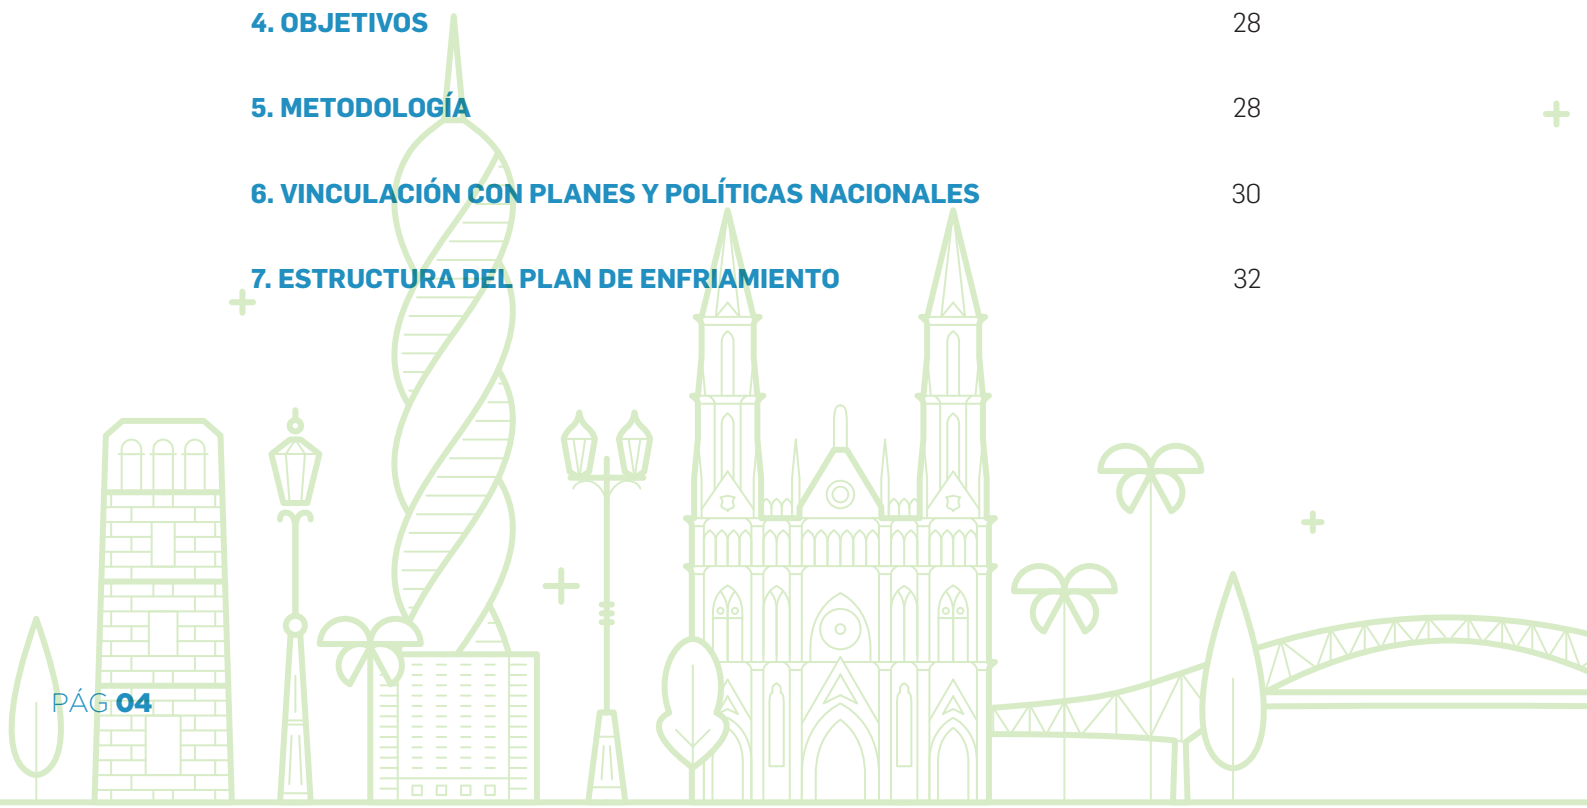 4. OBJETIVOS 28
5. METODOLOGÍA 28
6. VINCULACIÓN CON PLANES Y POLÍTICAS NACIONALES 30
7. ESTRUCTURA DEL PLAN DE ENFRIAMIENTO 32
PÁG 04